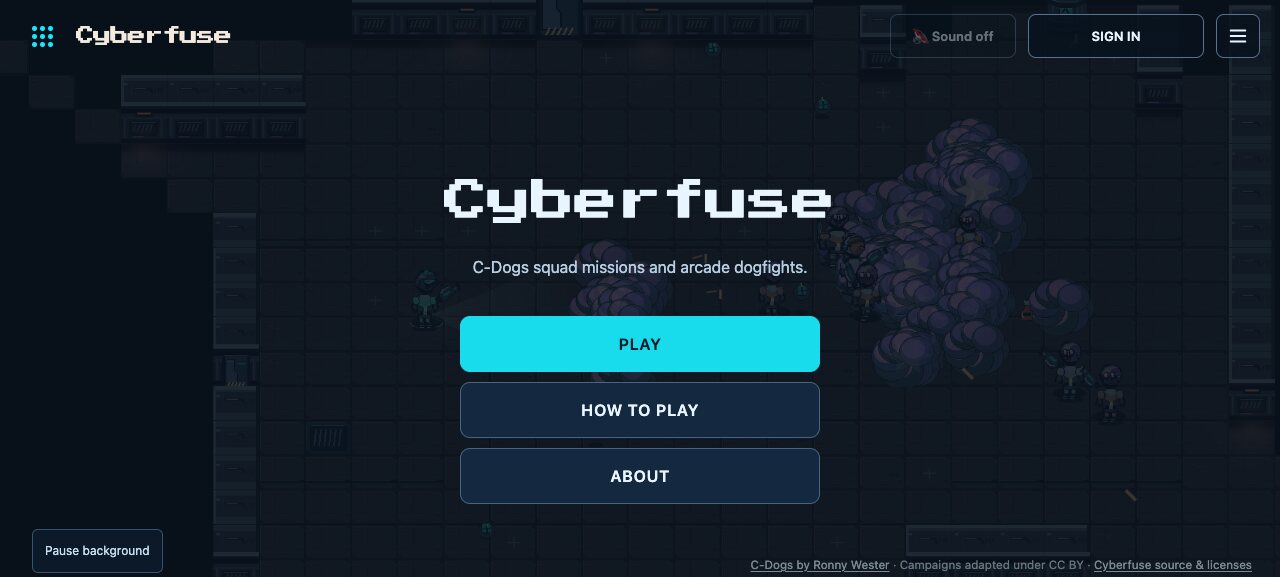 Cyberfuse
Sound off
SIGN IN
Cyberfuse
C-Dogs squad missions and arcade dogfights.
PLAY
HOW TO PLAY
ABOUT
Pause background
C-Dogs by Ronny Wester · Campaigns adapted under CC BY · Cyberfuse source & licenses